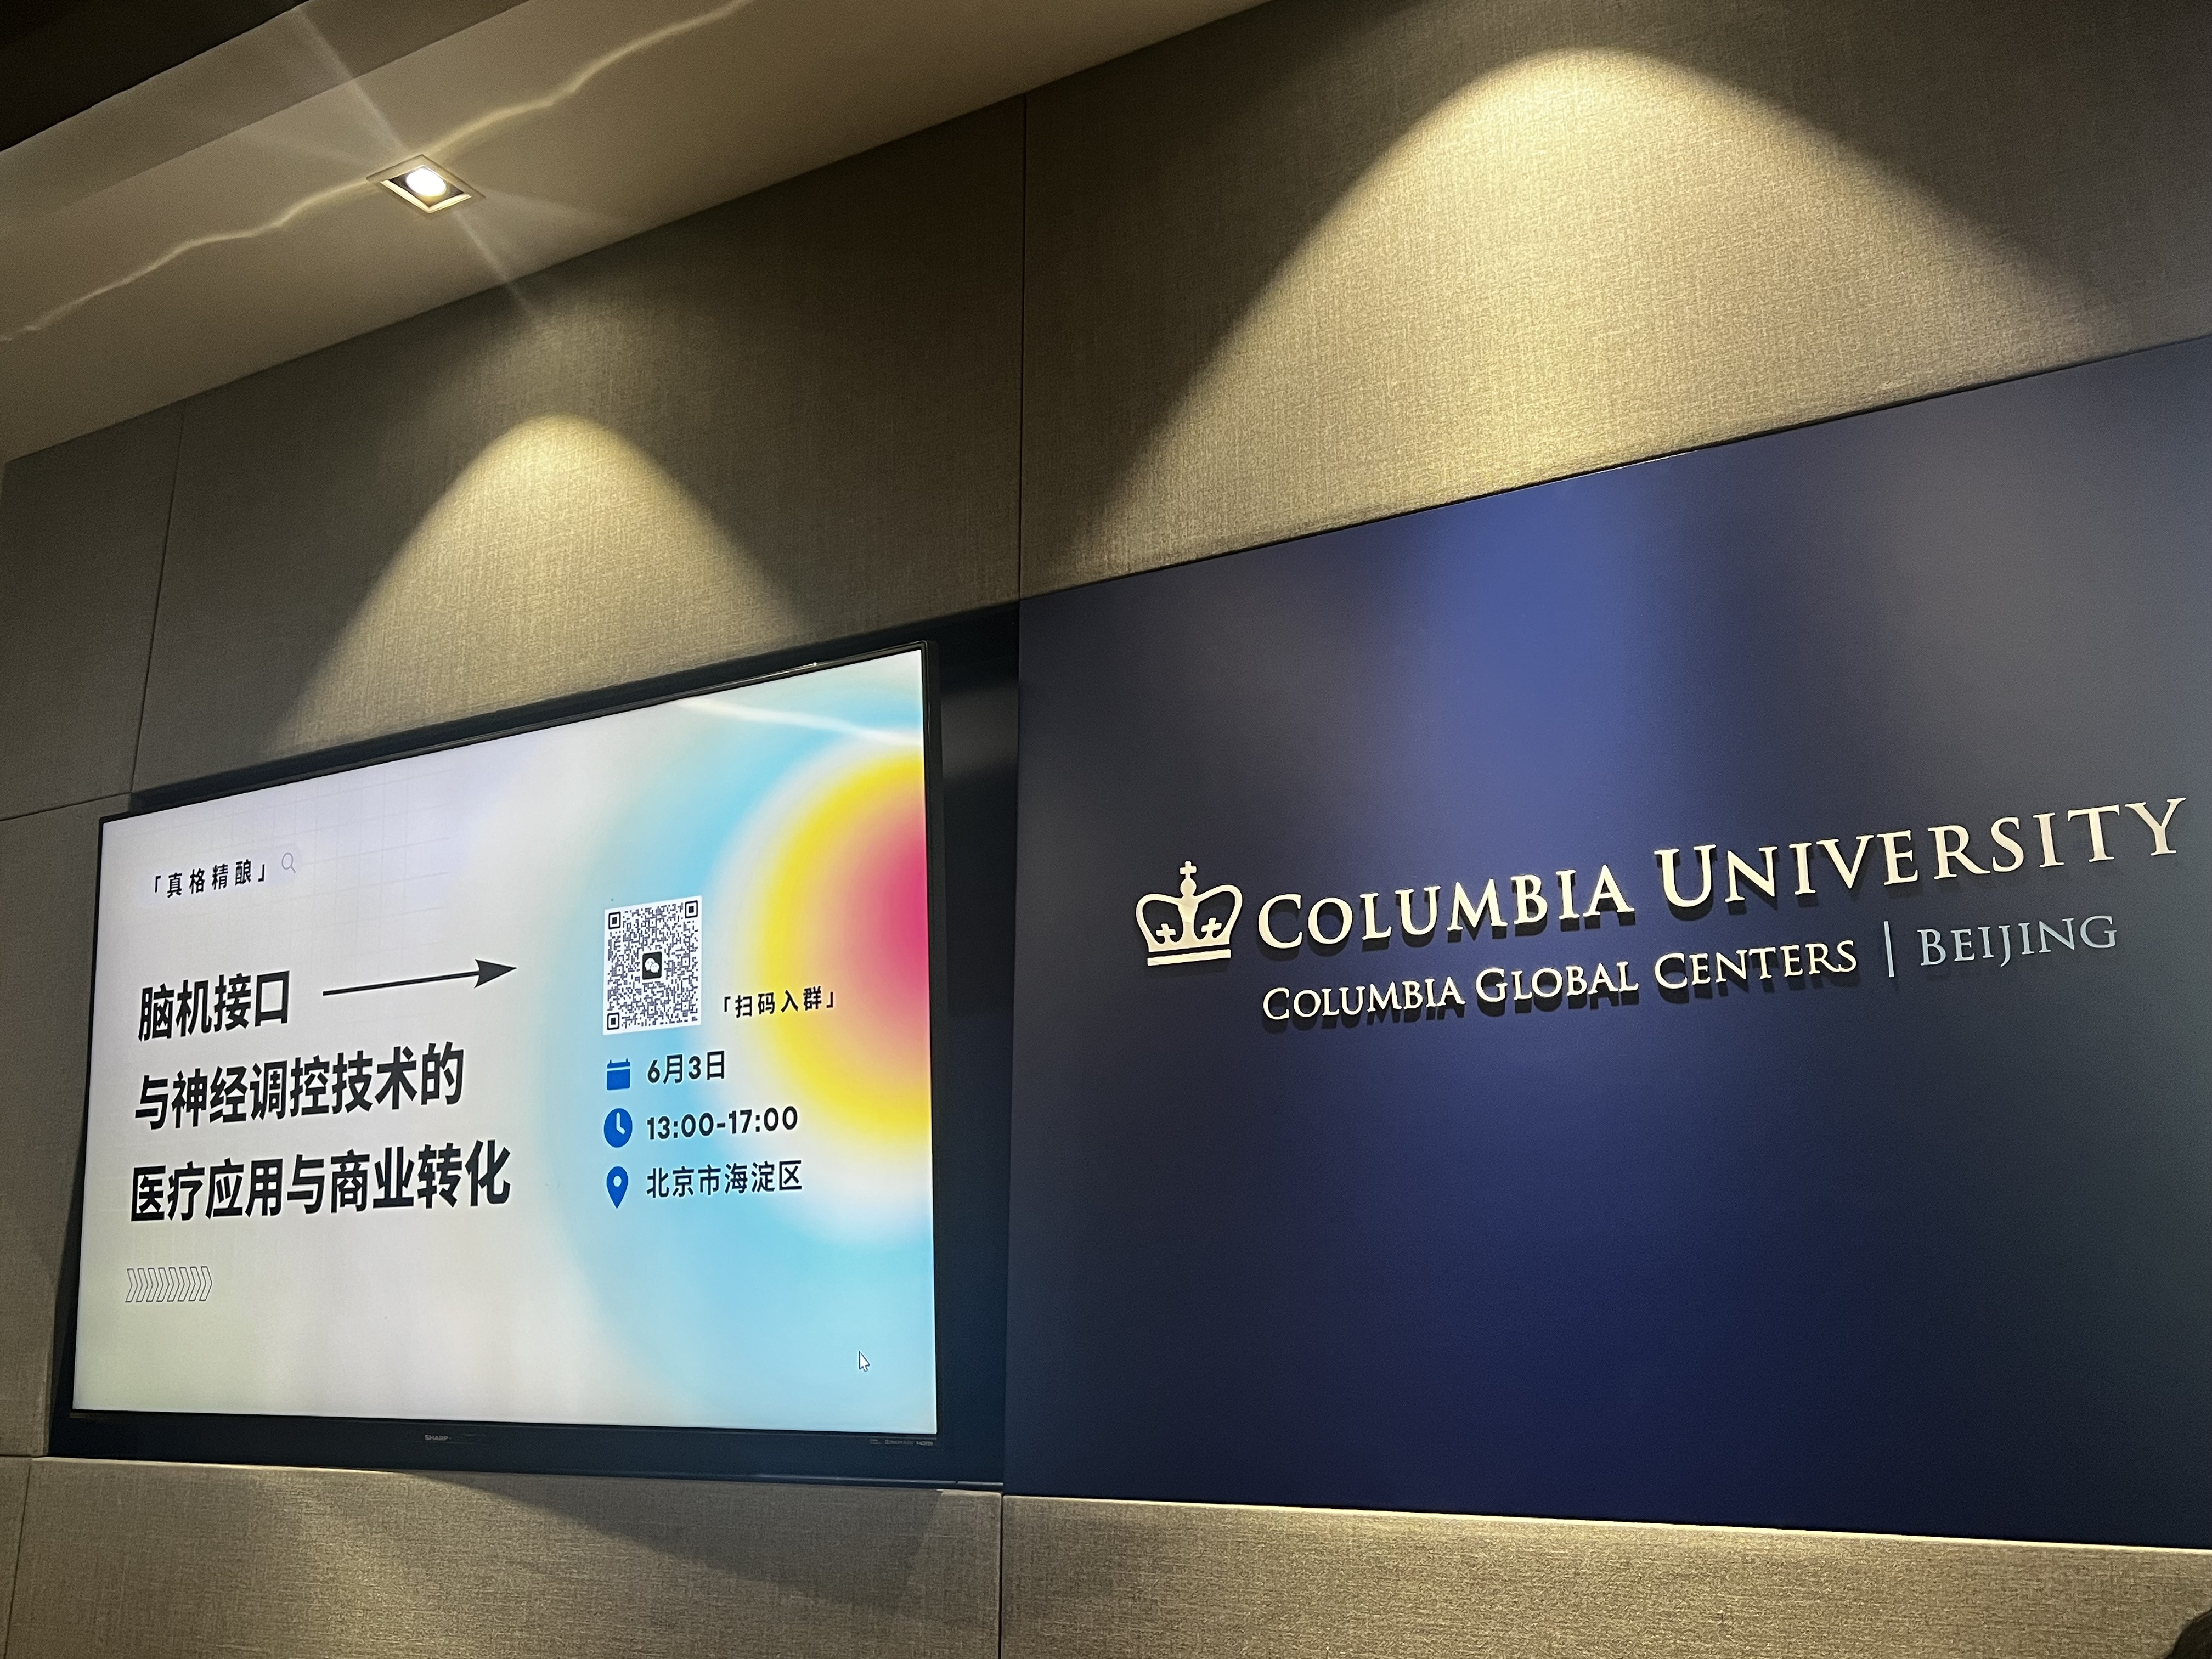 「真格精酿」
脑机接口
与神经调控技术的
医疗应用与商业转化
「扫码入群」
6月3日
13:00-17:00
北京市海淀区
SHARP
COLUMBIA UNIVERSITY
COLUMBIA GLOBAL CENTERS | BEIJING